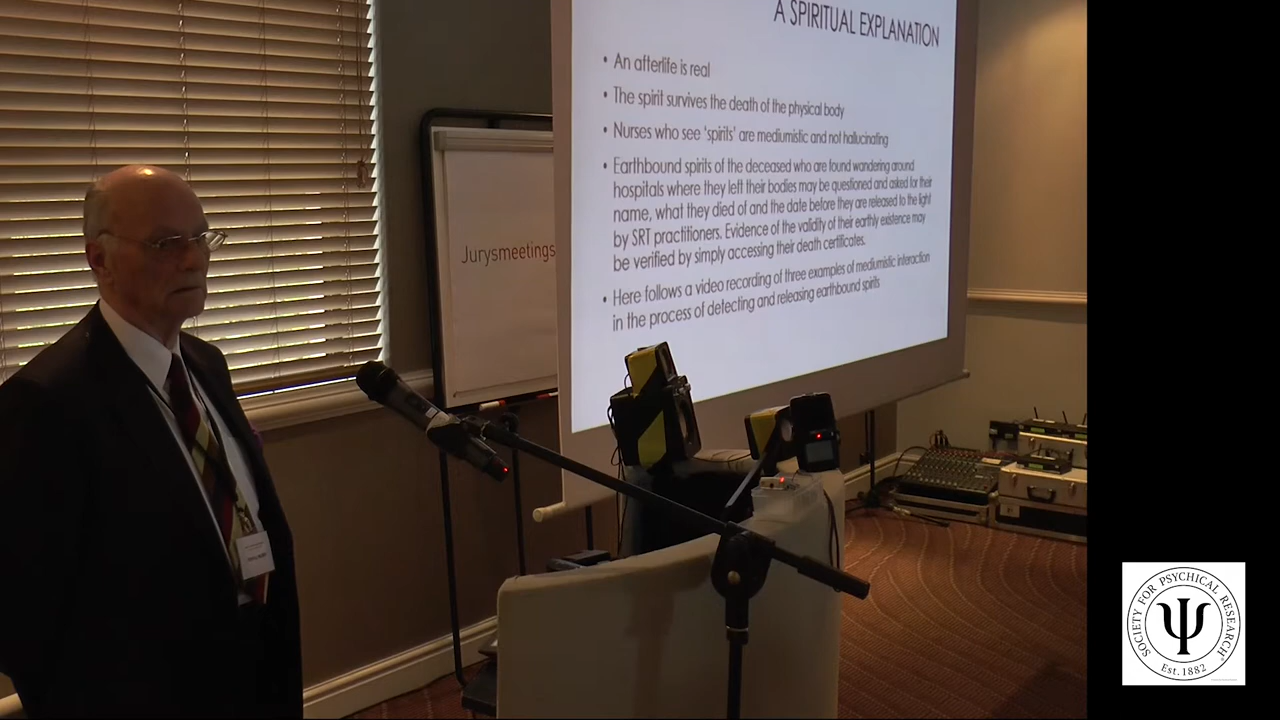 A SPIRITUAL EXPLANATION
• An afterlife is real
• The spirit survives the death of the physical body
• Nurses who see 'spirits' are mediumistic and not hallucinating
• Earthbound spirits of the deceased who are found wandering around
hospitals where they left their bodies may be questioned and asked for their
name, what they died of and the date before they are released to the light
by SRT practitioners. Evidence of the validity of their earthly existence may
be verified by simply accessing their death certificates.
• Here follows a video recording of three examples of mediumistic interaction
in the process of detecting and releasing earthbound spirits
Jurysmeetings
SOCIETY FOR PSYCHICAL RESEARCH
Ψ
Est.1882